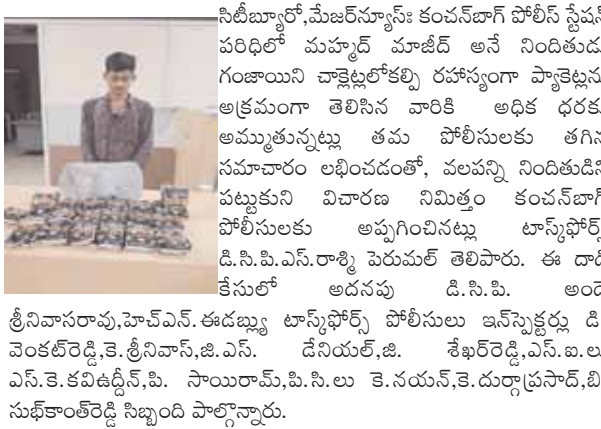 సిటీబ్యూరో,మేజర్‌న్యూస్ః కంచన్‌బాగ్ పోలీస్ స్టేషన్
పరిధిలో మహ్మద్ మాజీద్ అనే నిందితుడు
గంజాయిని చాక్లెట్లలోకల్పి రహాస్యంగా ప్యాకెట్లను
అక్రమంగా తెలిసిన వారికి అధిక ధరకు
అమ్ముతున్నట్లు తమ పోలీసులకు తగిన
సమాచారం లభించడంతో, వలపన్ని నిందితుడిని
పట్టుకుని విచారణ నిమిత్తం కంచన్‌బాగ్
పోలీసులకు అప్పగించినట్లు టాస్క్‌ఫోర్స్
డి.సి.పి.ఎస్.రాశ్మి పెరుమల్ తెలిపారు. ఈ దాడి
కేసులో అదనపు డి.సి.పి. అందె
శ్రీనివాసరావు,హెచ్‌ఎన్.ఈడబ్ల్యు టాస్క్‌ఫోర్స్ పోలీసులు ఇన్‌స్పెక్టర్లు డి.
వెంకట్‌రెడ్డి,కె.శ్రీనివాస్,జి.ఎస్. డేనియల్,జి. శేఖర్‌రెడ్డి,ఎస్.ఐ.లు
ఎస్.కె.కవిఉద్దీన్,పి. సాయిరామ్,పి.సి.లు కె.నయన్,కె.దుర్గాప్రసాద్,బి.
సుభ్‌కాంత్‌రెడ్డి సిబ్బంది పాల్గొన్నారు.